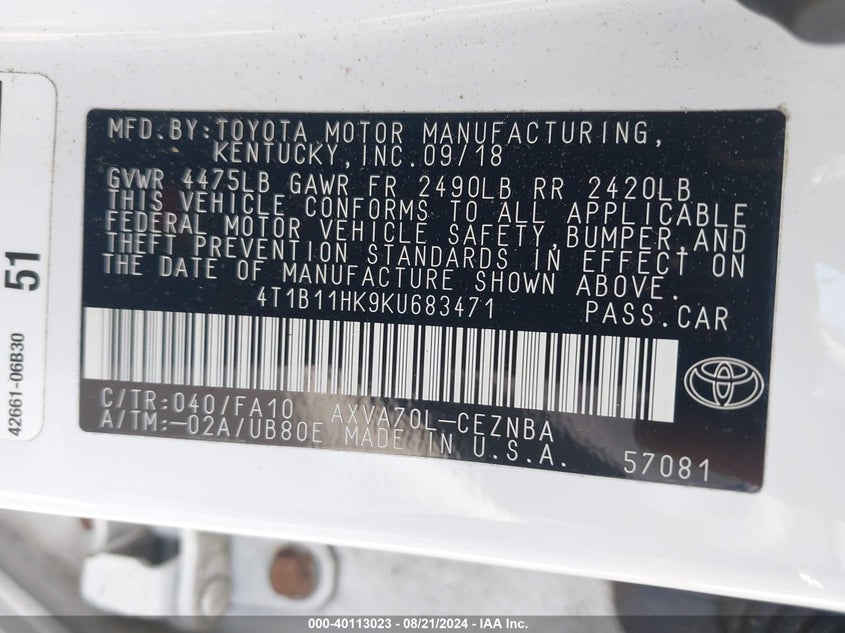 MFD.BY:TOYOTA MOTOR MANUFACTURING,
KENTUCKY,INC.09/18
GVWR 4475LB GAWR FR 2490LB RR 2420LB
THIS VEHICLE CONFORMS TO ALL APPLICABLE
FEDERAL MOTOR VEHICLE SAFETY,BUMPER,AND
THEFT PREVENTION STANDARDS IN EFFECT ON
THE DATE OF MANUFACTURE SHOWN ABOVE.
4T1B11HK9KU683471 PASS.CAR
C/TR:040/FA10 AXVA70L-CEZNBA
A/TM:-02A/UB80E MADE IN U.S.A. 57081
51
42661-06B30
000-40113023 - 08/21/2024 - IAA Inc.